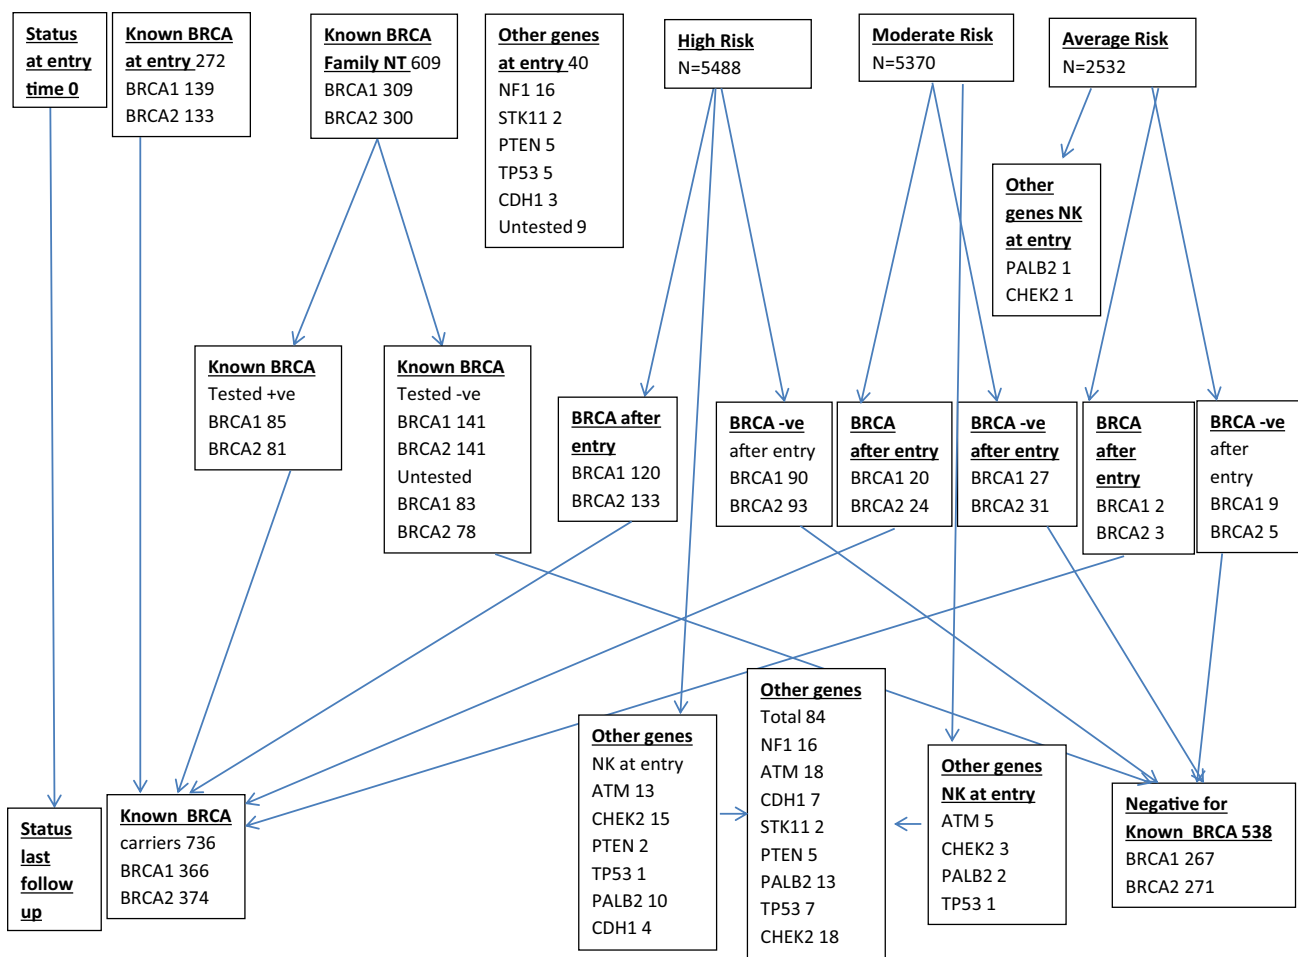 Status
at entry
time 0
Known BRCA
at entry 272
BRCA1 139
BRCA2 133
Known BRCA
Family NT 609
BRCA1 309
BRCA2 300
Other genes
at entry 40
NF1 16
STK11 2
PTEN 5
TP53 5
CDH1 3
Untested 9
High Risk
N=5488
Moderate Risk
N=5370
Average Risk
N=2532
Other
genes NK
at entry
PALB2 1
CHEK2 1
Known BRCA
Tested +ve
BRCA1 85
BRCA2 81
Known BRCA
Tested -ve
BRCA1 141
BRCA2 141
Untested
BRCA1 83
BRCA2 78
BRCA after
entry
BRCA1 120
BRCA2 133
BRCA -ve
after entry
BRCA1 90
BRCA2 93
BRCA
after entry
BRCA1 20
BRCA2 24
BRCA -ve
after entry
BRCA1 27
BRCA2 31
BRCA
after
entry
BRCA1 2
BRCA2 3
BRCA -ve
after
entry
BRCA1 9
BRCA2 5
Status
last
follow
up
Known BRCA
carriers 736
BRCA1 366
BRCA2 374
Other genes
NK at entry
ATM 13
CHEK2 15
PTEN 2
TP53 1
PALB2 10
CDH1 4
Other genes
Total 84
NF1 16
ATM 18
CDH1 7
STK11 2
PTEN 5
PALB2 13
TP53 7
CHEK2 18
Other genes
NK at entry
ATM 5
CHEK2 3
PALB2 2
TP53 1
Negative for
Known BRCA 538
BRCA1 267
BRCA2 271